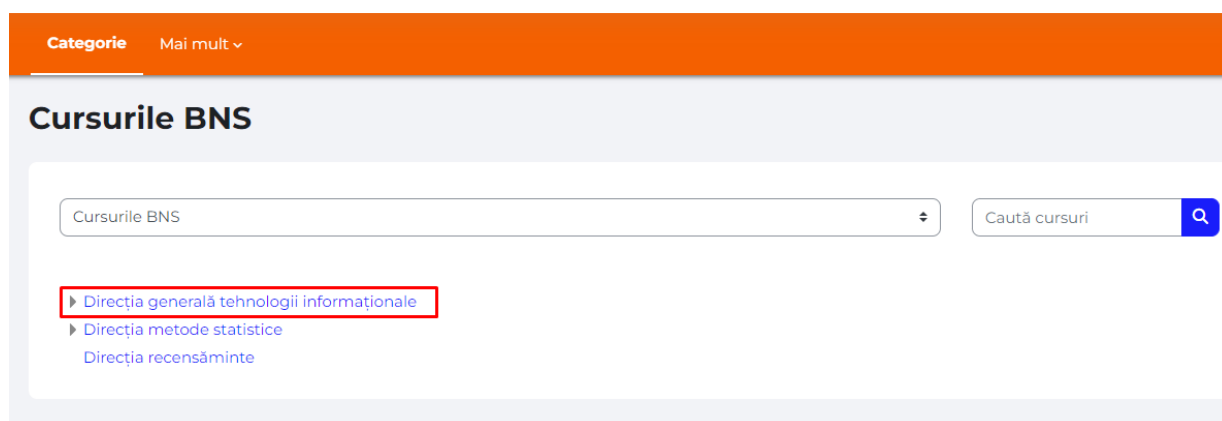 Categorie Mai mult
Cursurile BNS
Cursurile BNS Caută cursuri
Direcția generală tehnologii informaționale
Direcția metode statistice
Direcția recensăminte